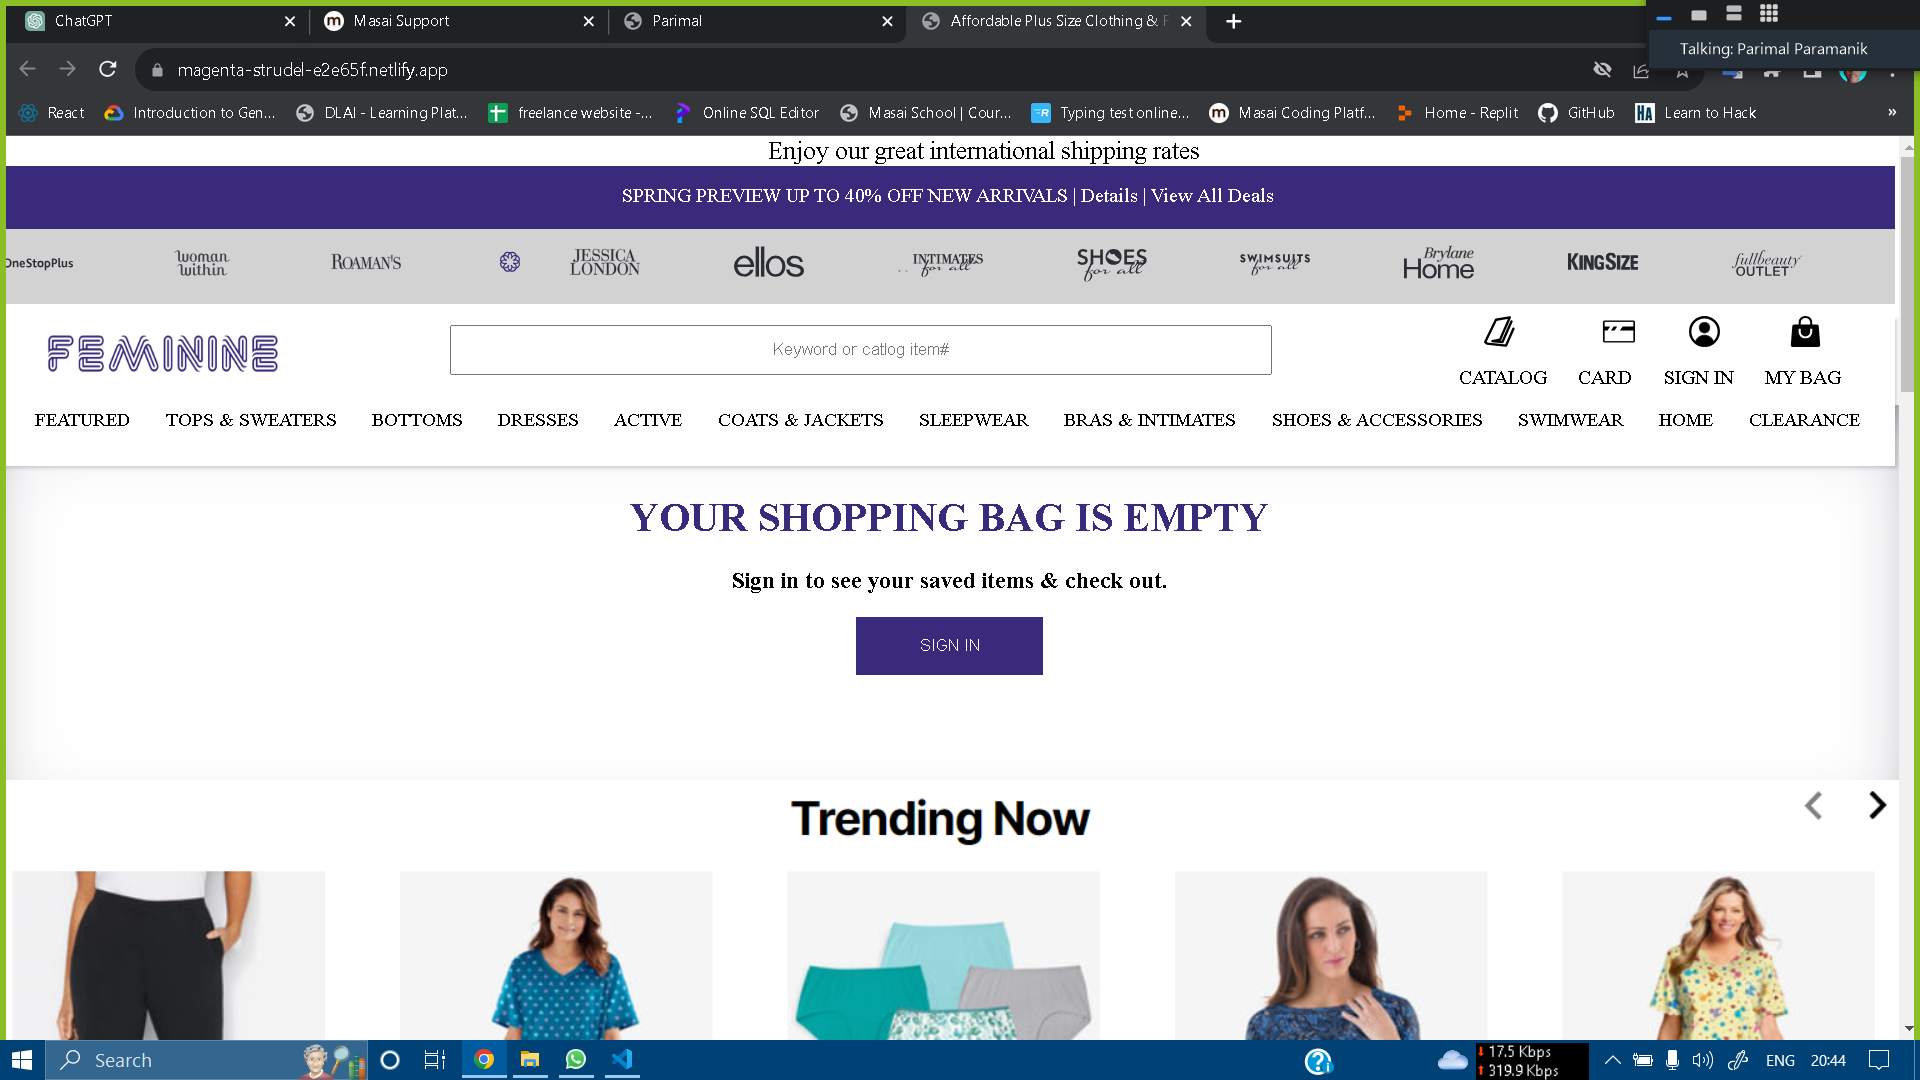 ChatGPT
Masai Support
Parimal
Affordable Plus Size Clothing & F
Talking: Parimal Paramanik
magenta-strudel-e2e65f.netlify.app
React
Introduction to Gen...
DLAI - Learning Plat...
freelance website -...
Online SQL Editor
Masai School | Cour...
Typing test online...
Masai Coding Platf...
Home - Replit
GitHub
HA Learn to Hack
»
Enjoy our great international shipping rates
SPRING PREVIEW UP TO 40% OFF NEW ARRIVALS | Details | View All Deals
OneStopPlus
woman within
ROAMAN'S
JESSICA LONDON
ellos
INTIMATES for all
SHOES for all
SWIMSUITS for all
Brylane Home
KINGSIZE
fullbeauty OUTLET
FEMININE
Keyword or catlog item#
CATALOG
CARD
SIGN IN
MY BAG
FEATURED
TOPS & SWEATERS
BOTTOMS
DRESSES
ACTIVE
COATS & JACKETS
SLEEPWEAR
BRAS & INTIMATES
SHOES & ACCESSORIES
SWIMWEAR
HOME
CLEARANCE
YOUR SHOPPING BAG IS EMPTY
Sign in to see your saved items & check out.
SIGN IN
Trending Now
Search
17.5 Kbps
319.9 Kbps
ENG
20:44